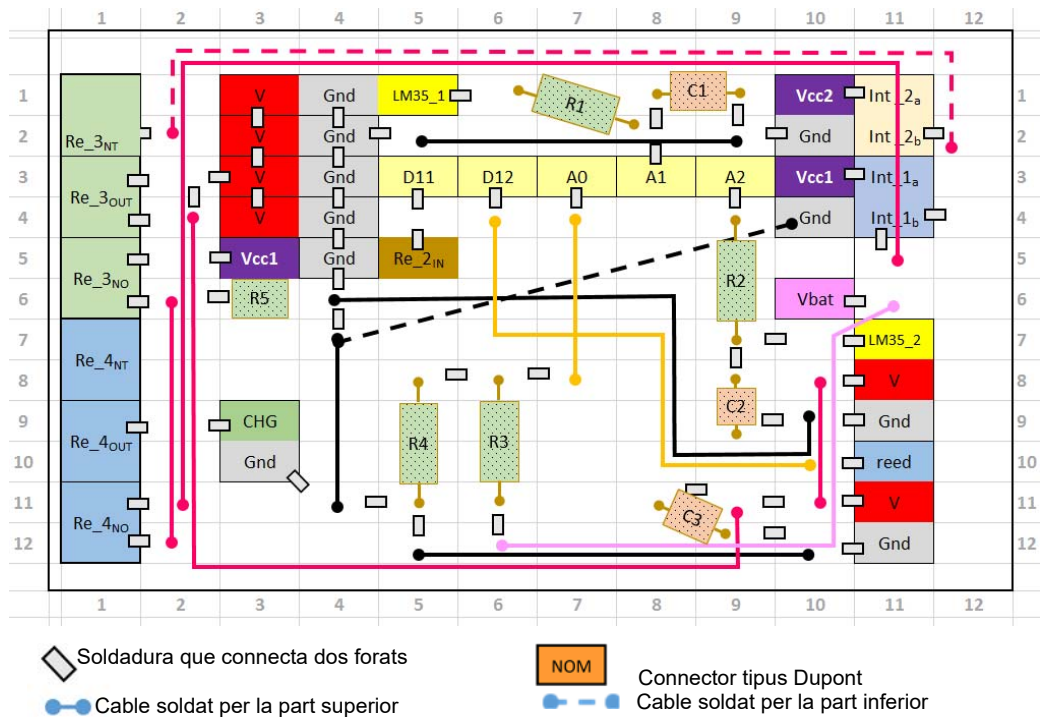 1 2 3 4 5 6 7 8 9 10 11 12
1 V Gnd LM35_1 R1 C1 Vcc2 Int_2a 1
2 Re_3NT V Gnd Gnd Int_2b 2
3 Re_3OUT V Gnd D11 D12 A0 A1 A2 Vcc1 Int_1a 3
4 V Gnd Gnd Int_1b 4
5 Re_3NO Vcc1 Gnd Re_2IN R2 5
6 R5 Vbat 6
7 Re_4NT LM35_2 7
8 V 8
9 Re_4OUT CHG R4 R3 C2 Gnd 9
10 Gnd reed 10
11 Re_4NO C3 V 11
12 Gnd 12
1 2 3 4 5 6 7 8 9 10 11 12
Soldadura que connecta dos forats
NOM Connector tipus Dupont
Cable soldat per la part superior
Cable soldat per la part inferior